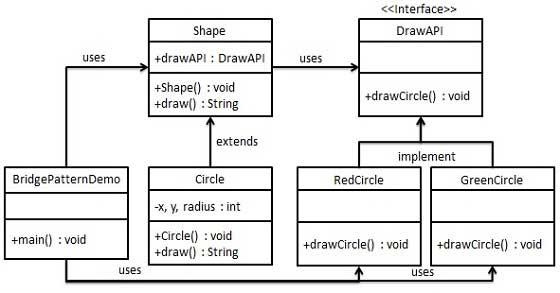 <<Interface>>
Shape
DrawAPI
uses
+drawAPI : DrawAPI
uses
+Shape() : void
+draw() : String
+drawCircle() : void
extends
implement
BridgePatternDemo
Circle
RedCircle
GreenCircle
-x, y, radius : int
+main() : void
+Circle() : void
+draw() : String
+drawCircle() : void
+drawCircle() : void
uses
uses